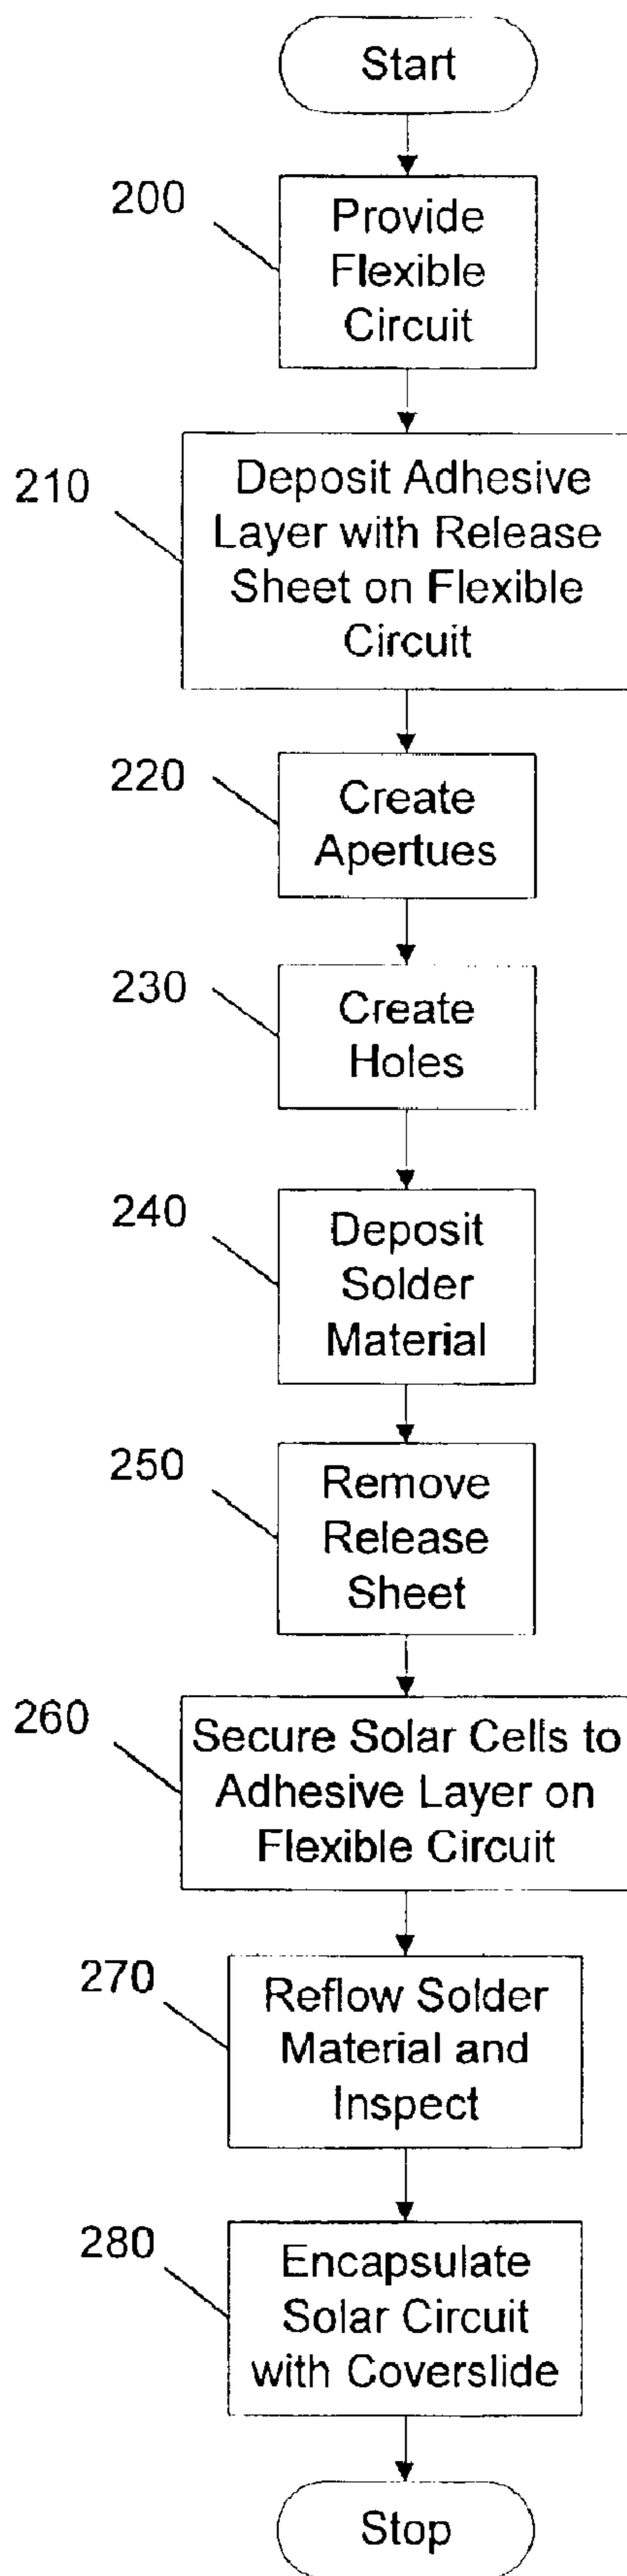 Start
200
Provide
Flexible
Circuit
210
Deposit Adhesive
Layer with Release
Sheet on Flexible
Circuit
220
Create
Apertues
230
Create
Holes
240
Deposit
Solder
Material
250
Remove
Release
Sheet
260
Secure Solar Cells to
Adhesive Layer on
Flexible Circuit
270
Reflow Solder
Material and
Inspect
280
Encapsulate
Solar Circuit
with Coverslide
Stop